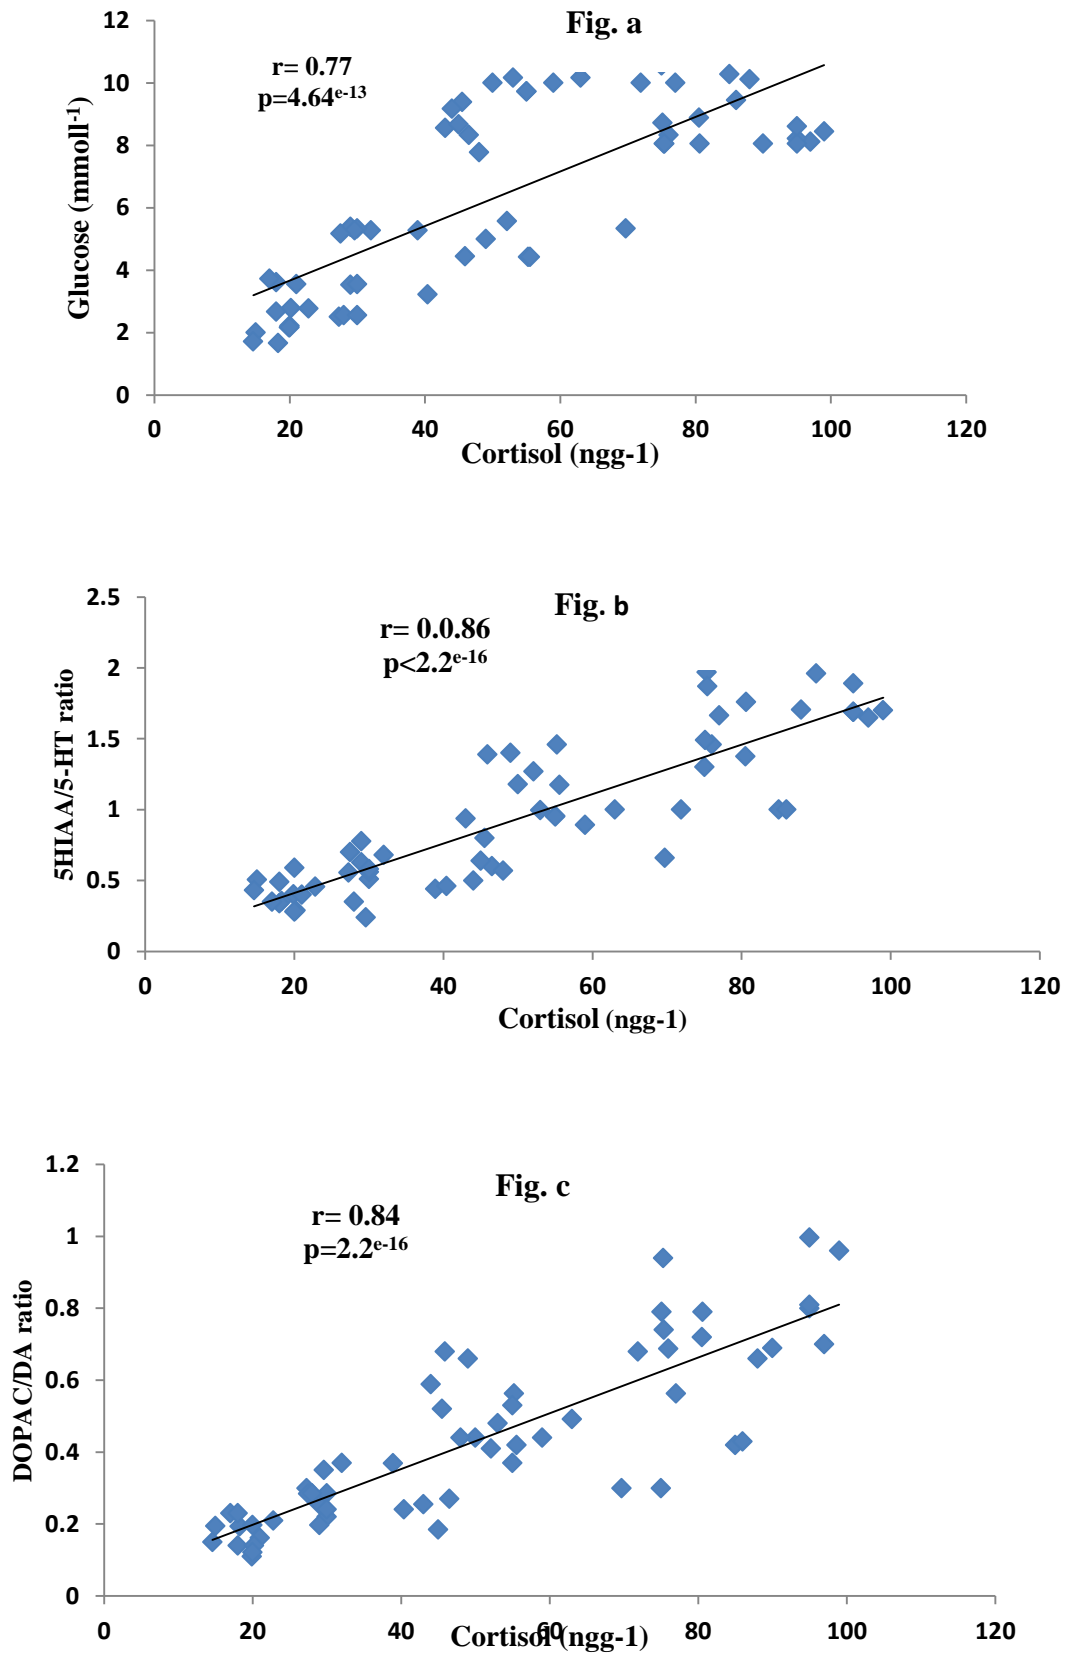 Fig. a
r= 0.77
p=4.64e-13
12
10
8
6
4
2
0
Glucose (mmoll-1)
0 20 40 60 80 100 120
Cortisol (ngg-1)
Fig. b
r= 0.0.86
p<2.2e-16
2.5
2
1.5
1
0.5
0
5HIAA/5-HT ratio
0 20 40 60 80 100 120
Cortisol (ngg-1)
Fig. c
r= 0.84
p=2.2e-16
1.2
1
0.8
0.6
0.4
0.2
0
DOPAC/DA ratio
0 20 40 60 80 100 120
Cortisol (ngg-1)